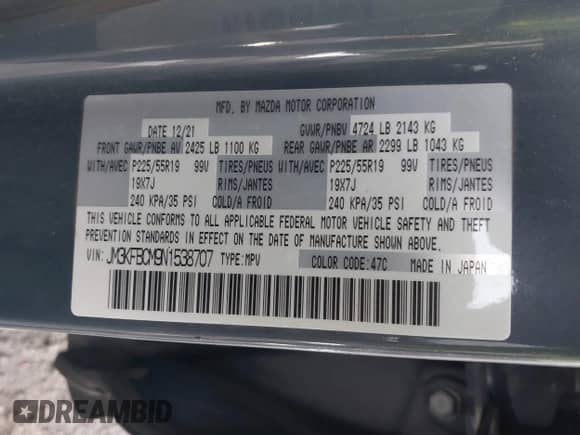 MFD. BY MAZDA MOTOR CORPORATION
DATE 12/21 GVWR/PNBV 4724 LB 2143 KG
FRONT GAWR/PNBE AV 2425 LB 1100 KG REAR GAWR/PNBE AR 2299 LB 1043 KG
WITH/AVEC P225/55R19 99V TIRES/PNEUS WITH/AVEC P225/55R19 99V TIRES/PNEUS
19X7J RIMS/JANTES 19X7J RIMS/JANTES
240 KPA/35 PSI COLD/A FROID 240 KPA/35 PSI COLD/A FROID
THIS VEHICLE CONFORMS TO ALL APPLICABLE FEDERAL MOTOR VEHICLE SAFETY AND THEFT
PREVENTION STANDARDS IN EFFECT ON THE DATE OF MANUFACTURE SHOWN ABOVE.
VIN: JM3KFBCM9N1538707 TYPE:MPV COLOR CODE:47C MADE IN JAPAN
DREAMBID